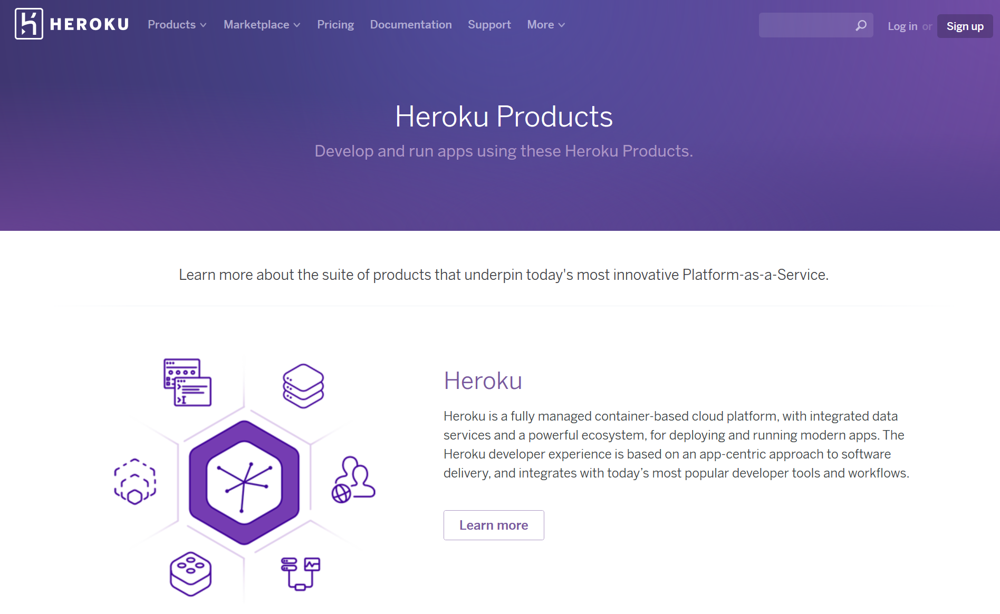 HEROKU
Products
Marketplace
Pricing
Documentation
Support
More
Log in or
Sign up
Heroku Products
Develop and run apps using these Heroku Products.
Learn more about the suite of products that underpin today's most innovative Platform-as-a-Service.
Heroku
Heroku is a fully managed container-based cloud platform, with integrated data
services and a powerful ecosystem, for deploying and running modern apps. The
Heroku developer experience is based on an app-centric approach to software
delivery, and integrates with today’s most popular developer tools and workflows.
Learn more